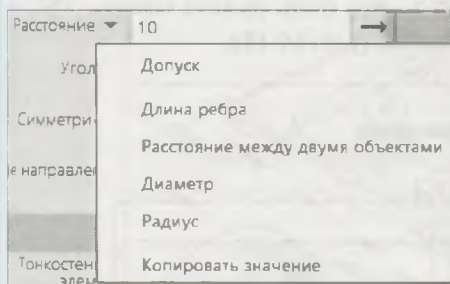 Расстояние 10
Допуск
Угол
Длина ребра
Симметри
Расстояние между двумя объектами
е направлен
Диаметр
Радиус
Тонкостен
Копировать значение
элем